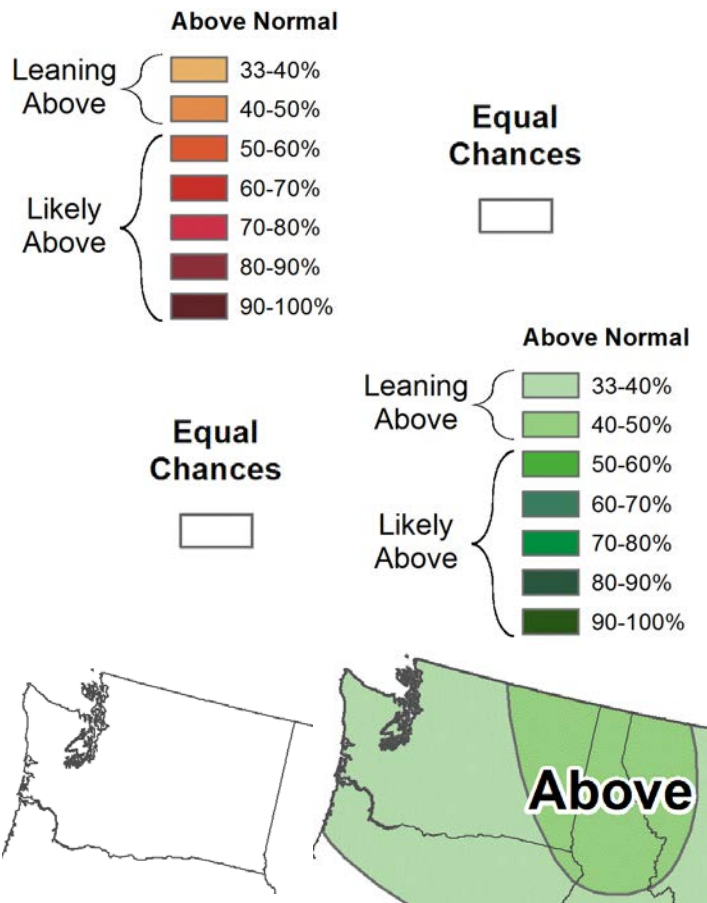 Above Normal
Leaning
Above
33-40%
40-50%
Likely
Above
50-60%
60-70%
70-80%
80-90%
90-100%
Equal
Chances
Above Normal
Leaning
Above
33-40%
40-50%
Likely
Above
50-60%
60-70%
70-80%
80-90%
90-100%
Equal
Chances
Above